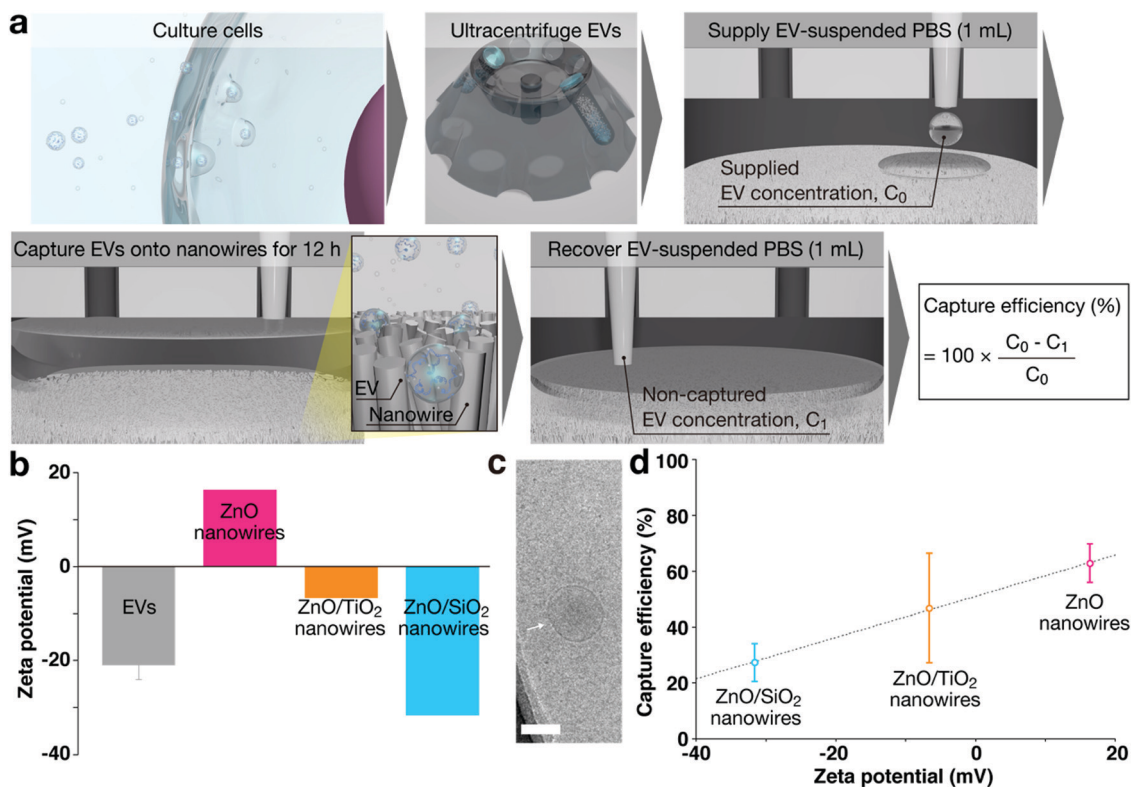 a
Culture cells
Ultracentrifuge EVs
Supply EV-suspended PBS (1 mL)
Supplied
EV concentration, C₀
Capture EVs onto nanowires for 12 h
EV
Nanowire
Recover EV-suspended PBS (1 mL)
Non-captured
EV concentration, C₁
Capture efficiency (%)
= 100 × (C₀ - C₁) / C₀
b
Zeta potential (mV)
20
0
-20
-40
EVs
ZnO
nanowires
ZnO/TiO₂
nanowires
ZnO/SiO₂
nanowires
c
d
Capture efficiency (%)
100
80
60
40
20
0
ZnO/SiO₂
nanowires
ZnO/TiO₂
nanowires
ZnO
nanowires
-40
-20
0
20
Zeta potential (mV)